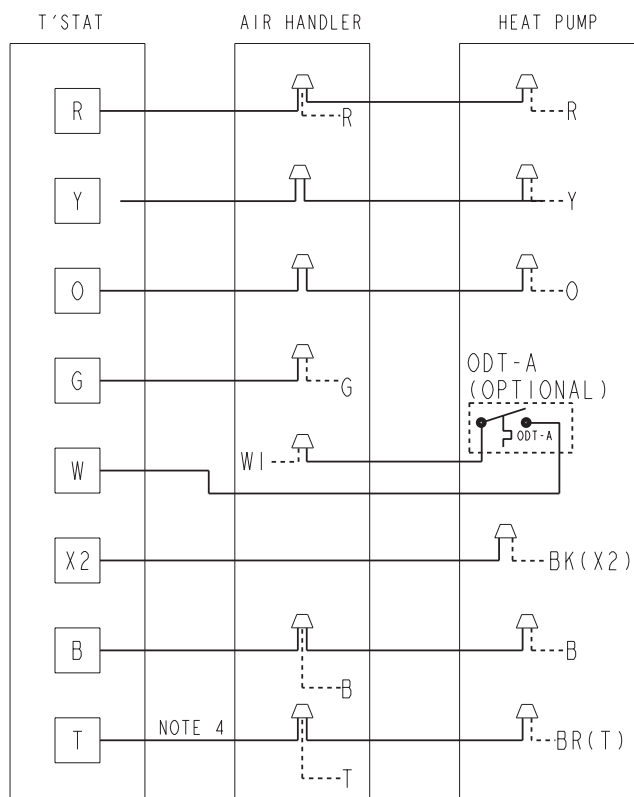 T'STAT AIR HANDLER HEAT PUMP
R R R
Y Y
O O
G G
ODT-A
(OPTIONAL)
ODT-A
W W1
X2 BK(X2)
B B B
T NOTE 4 T BR(T)